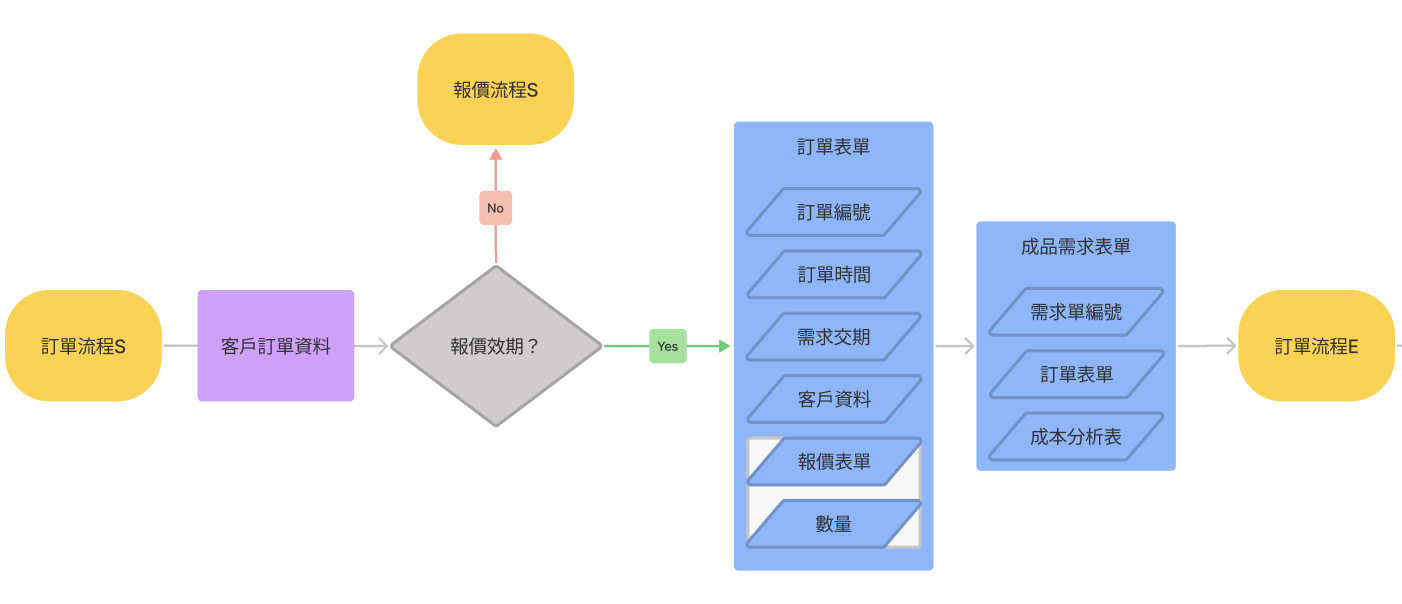 報價流程S
No
訂單流程S
客戶訂單資料
報價效期？
Yes
訂單表單
訂單編號
訂單時間
需求交期
客戶資料
報價表單
數量
成品需求表單
需求單編號
訂單表單
成本分析表
訂單流程E